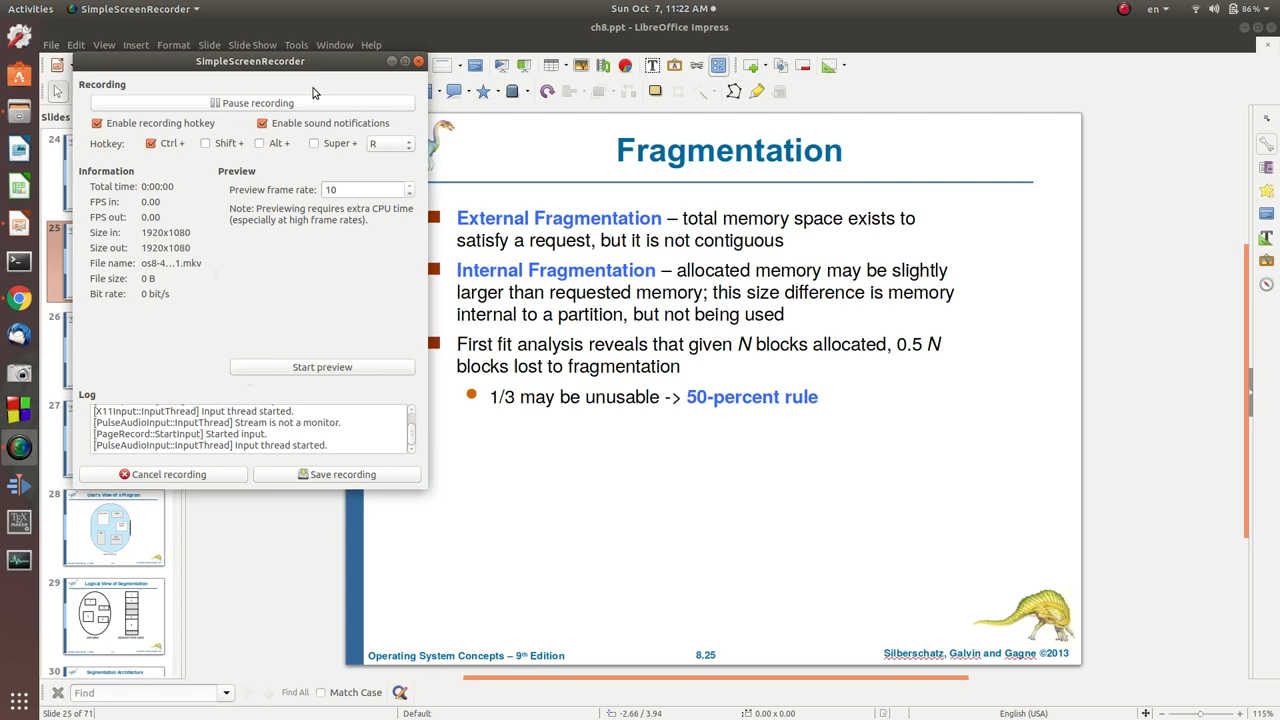 Activities
SimpleScreenRecorder
Sun Oct 7, 11:22 AM
en
86%
ch8.ppt - LibreOffice Impress
File Edit View Insert Format Slide Slide Show Tools Window Help
SimpleScreenRecorder
Recording
Pause recording
Enable recording hotkey
Enable sound notifications
Hotkey: Ctrl + Shift + Alt + Super + R
Information
Preview
Total time: 0:00:00
Preview frame rate: 10
FPS in: 0.00
Note: Previewing requires extra CPU time
FPS out: 0.00
(especially at high frame rates).
Size in: 1920x1080
Size out: 1920x1080
File name: os8-4...1.mkv
File size: 0 B
Bit rate: 0 bit/s
Start preview
Log
[X11Input::InputThread] Input thread started.
[PulseAudioInput::InputThread] Stream is not a monitor.
[PageRecord::StartInput] Started input.
[PulseAudioInput::InputThread] Input thread started.
Cancel recording
Save recording
Slides
24
25
26
27
28
User's View of a Program
29
Logical View of Segmentation
30
Segmentation Architecture
Fragmentation
External Fragmentation – total memory space exists to
satisfy a request, but it is not contiguous
Internal Fragmentation – allocated memory may be slightly
larger than requested memory; this size difference is memory
internal to a partition, but not being used
First fit analysis reveals that given N blocks allocated, 0.5 N
blocks lost to fragmentation
1/3 may be unusable -> 50-percent rule
Operating System Concepts – 9th Edition
8.25
Silberschatz, Galvin and Gagne ©2013
Find
Find All
Match Case
Slide 25 of 71
Default
-2.66 / 3.94
0.00 x 0.00
English (USA)
115%